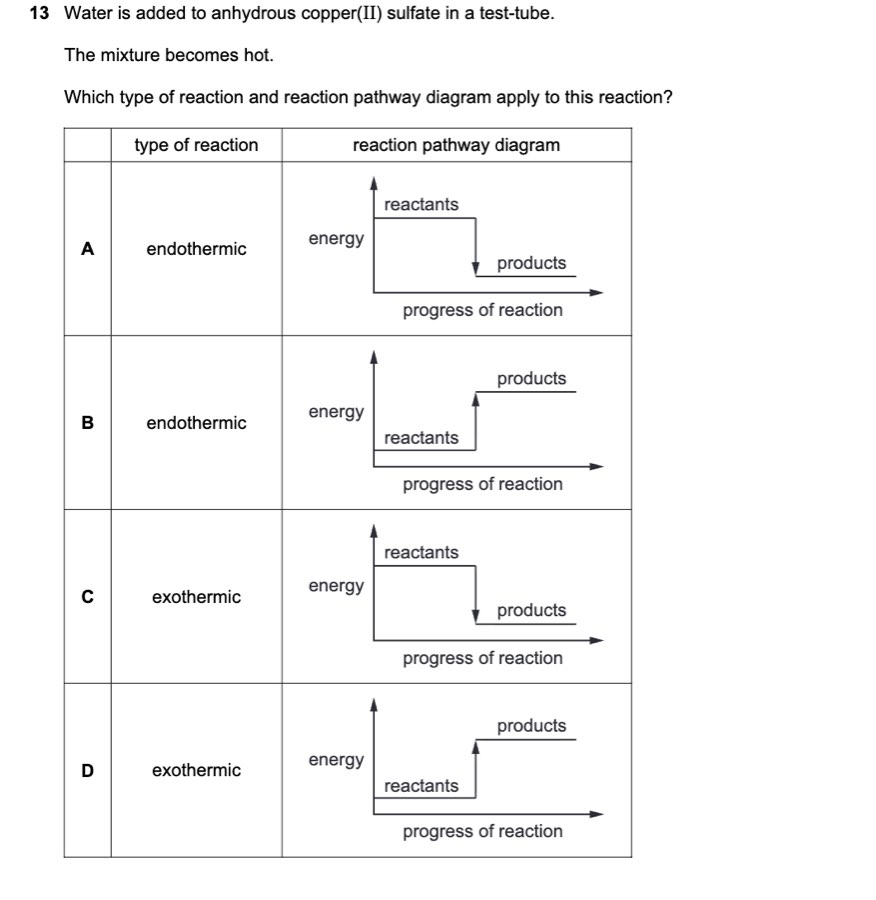 13 Water is added to anhydrous copper(II) sulfate in a test-tube.
The mixture becomes hot.
Which type of reaction and reaction pathway diagram apply to this reaction?
type of reaction reaction pathway diagram
A endothermic energy reactants products progress of reaction
B endothermic energy reactants products progress of reaction
C exothermic energy reactants products progress of reaction
D exothermic energy reactants products progress of reaction